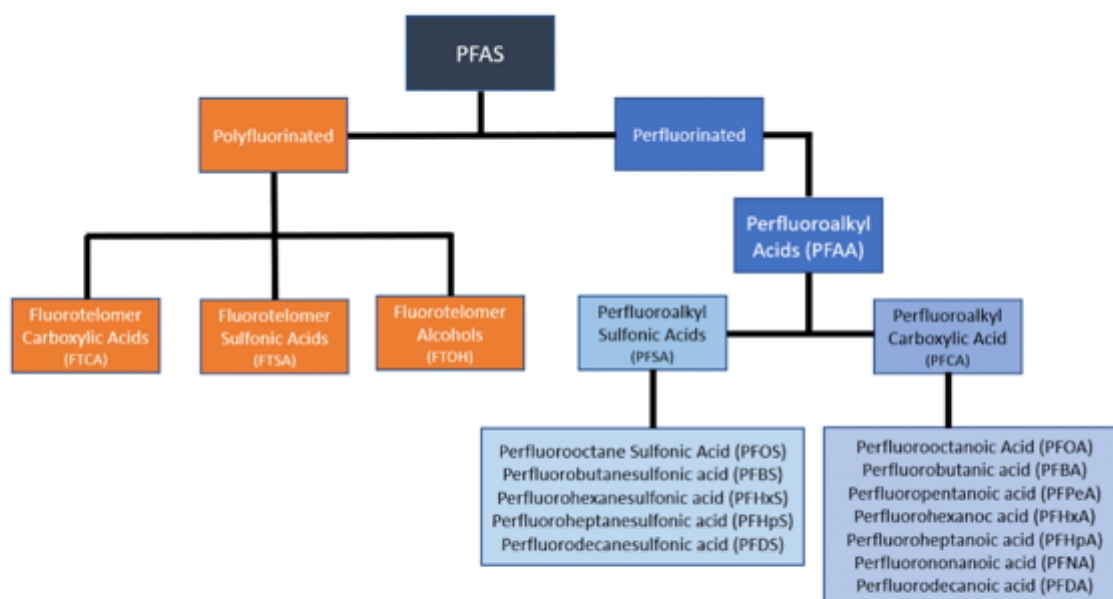 PFAS
Polyfluorinated
Perfluorinated
Perfluoroalkyl
Acids (PFAA)
Fluorotelomer
Carboxylic Acids
(FTCA)
Fluorotelomer
Sulfonic Acids
(FTSA)
Fluorotelomer
Alcohols
(FTOH)
Perfluoroalkyl
Sulfonic Acids
(PFSA)
Perfluoroalkyl
Carboxylic Acid
(PFCA)
Perfluorooctane Sulfonic Acid (PFOS)
Perfluorobutanesulfonic acid (PFBS)
Perfluorohexanesulfonic acid (PFHxS)
Perfluoroheptanesulfonic acid (PFHpS)
Perfluorodecanesulfonic acid (PFDS)
Perfluorooctanoic Acid (PFOA)
Perfluorobutanic acid (PFBA)
Perfluoropentanoic acid (PFPeA)
Perfluorohexanoc acid (PFHxA)
Perfluoroheptanoic acid (PFHpA)
Perfluorononanoic acid (PFNA)
Perfluorodecanoic acid (PFDA)